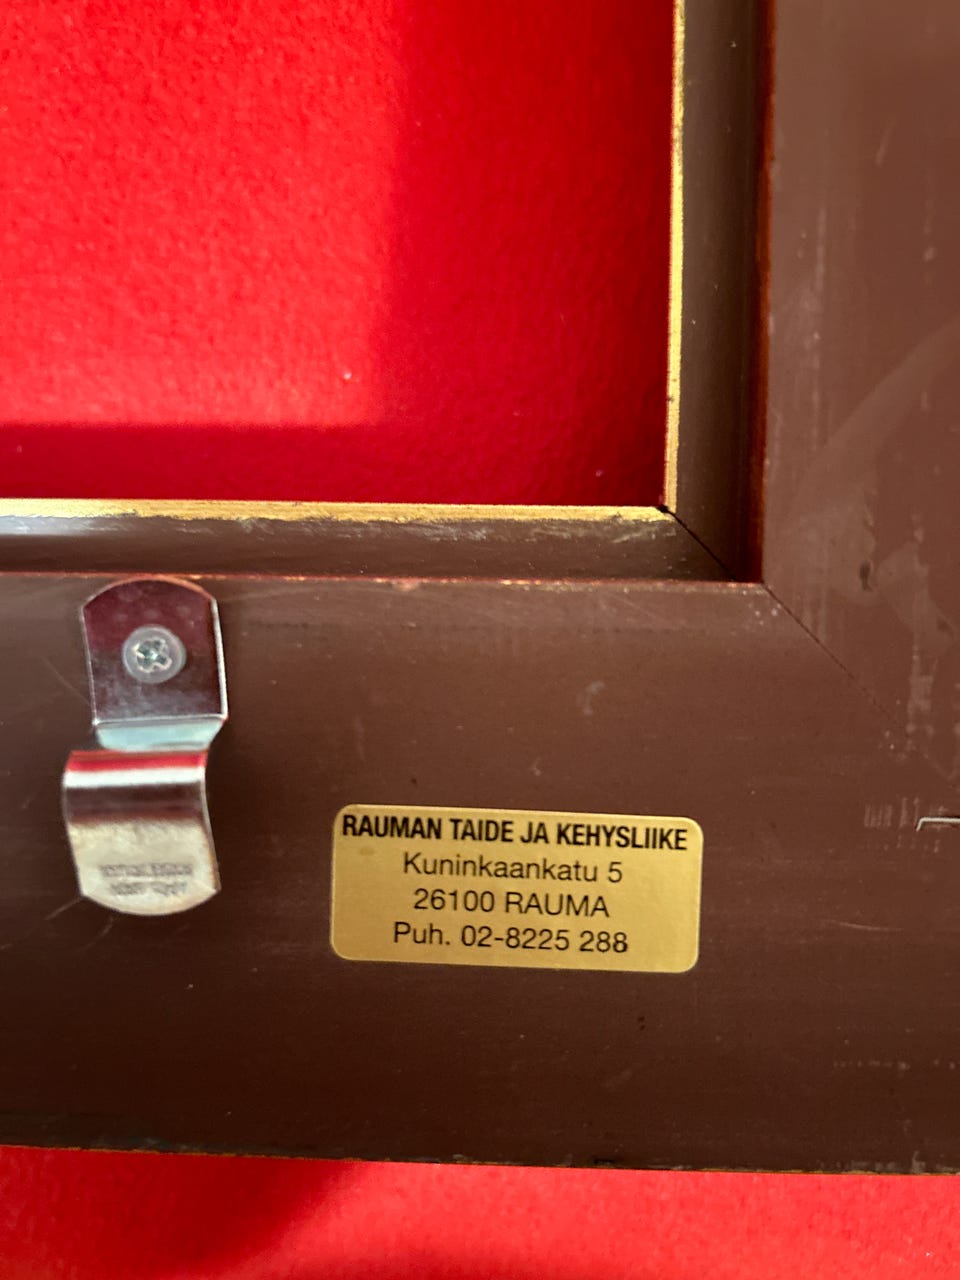 RAUMAN TAIDE JA KEHYSLIIKE
Kuninkaankatu 5
26100 RAUMA
Puh. 02-8225 288